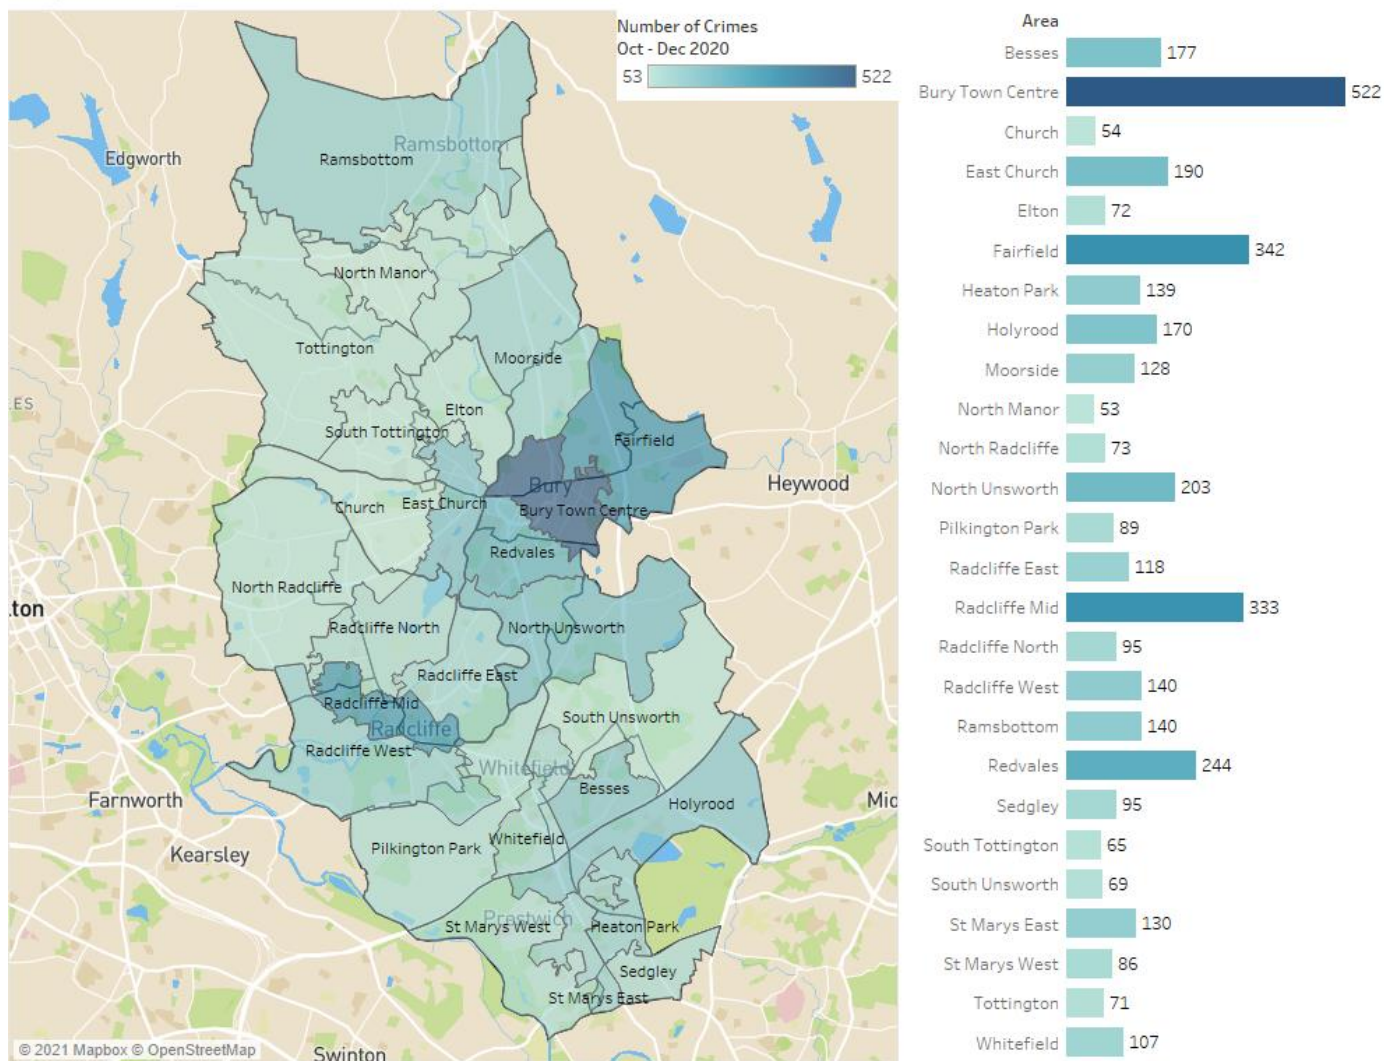 Number of Crimes
Oct - Dec 2020
53 522
Edgworth
Ramsbottom
Ramsbottom
North Manor
Tottington
Moorside
Elton
South Tottington
Fairfield
LES
Bury
Heywood
Church
East Church
Bury Town Centre
Redvales
North Radcliffe
lton
Radcliffe North
North Unsworth
Radcliffe East
Radcliffe Mid
South Unsworth
Radcliffe
Radcliffe West
Whitefield
Besses
Farnworth
Holyrood
Mid
Whitefield
Pilkington Park
Kearsley
Prestwich
St Marys West
Heaton Park
Sedgley
St Marys East
© 2021 Mapbox © OpenStreetMap
Swinton
Area
Besses 177
Bury Town Centre 522
Church 54
East Church 190
Elton 72
Fairfield 342
Heaton Park 139
Holyrood 170
Moorside 128
North Manor 53
North Radcliffe 73
North Unsworth 203
Pilkington Park 89
Radcliffe East 118
Radcliffe Mid 333
Radcliffe North 95
Radcliffe West 140
Ramsbottom 140
Redvales 244
Sedgley 95
South Tottington 65
South Unsworth 69
St Marys East 130
St Marys West 86
Tottington 71
Whitefield 107